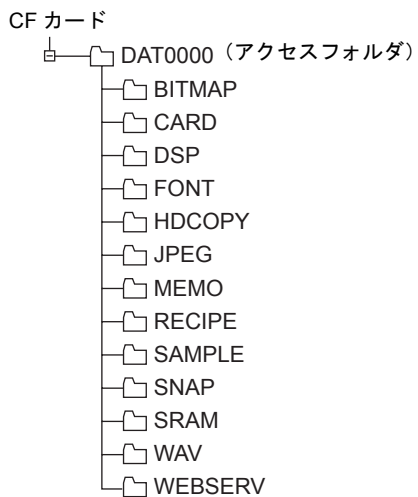 CF カード
DAT0000（アクセスフォルダ）
BITMAP
CARD
DSP
FONT
HDCOPY
JPEG
MEMO
RECIPE
SAMPLE
SNAP
SRAM
WAV
WEBSERV